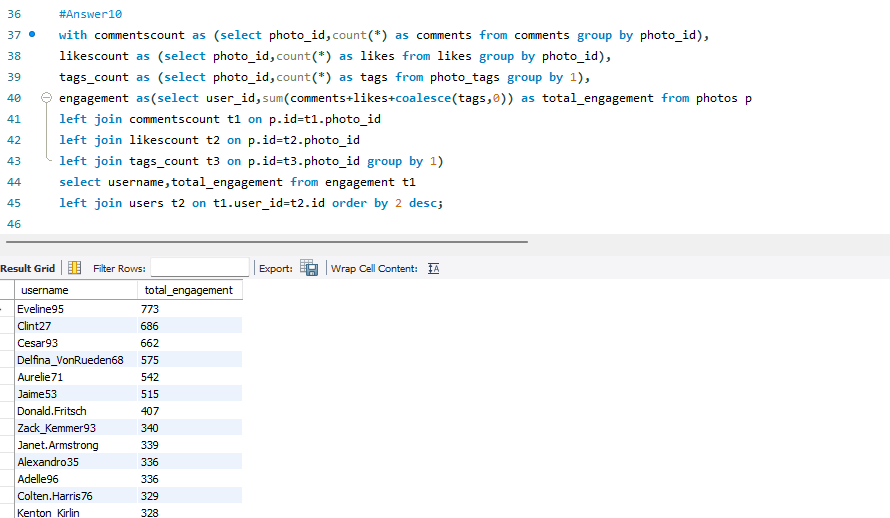 36 #Answer10
37 with commentscount as (select photo_id,count(*) as comments from comments group by photo_id),
38 likescount as (select photo_id,count(*) as likes from likes group by photo_id),
39 tags_count as (select photo_id,count(*) as tags from photo_tags group by 1),
40 engagement as(select user_id,sum(comments+likes+coalesce(tags,0)) as total_engagement from photos p
41 left join commentscount t1 on p.id=t1.photo_id
42 left join likescount t2 on p.id=t2.photo_id
43 left join tags_count t3 on p.id=t3.photo_id group by 1)
44 select username,total_engagement from engagement t1
45 left join users t2 on t1.user_id=t2.id order by 2 desc;
46
Result Grid Filter Rows: Export: Wrap Cell Content:
username total_engagement
Eveline95 773
Clint27 686
Cesar93 662
Delfina_VonRueden68 575
Aurelie71 542
Jaime53 515
Donald.Fritsch 407
Zack_Kemmer93 340
Janet.Armstrong 339
Alexandro35 336
Adelle96 336
Colten.Harris76 329
Kenton_Kirlin 328